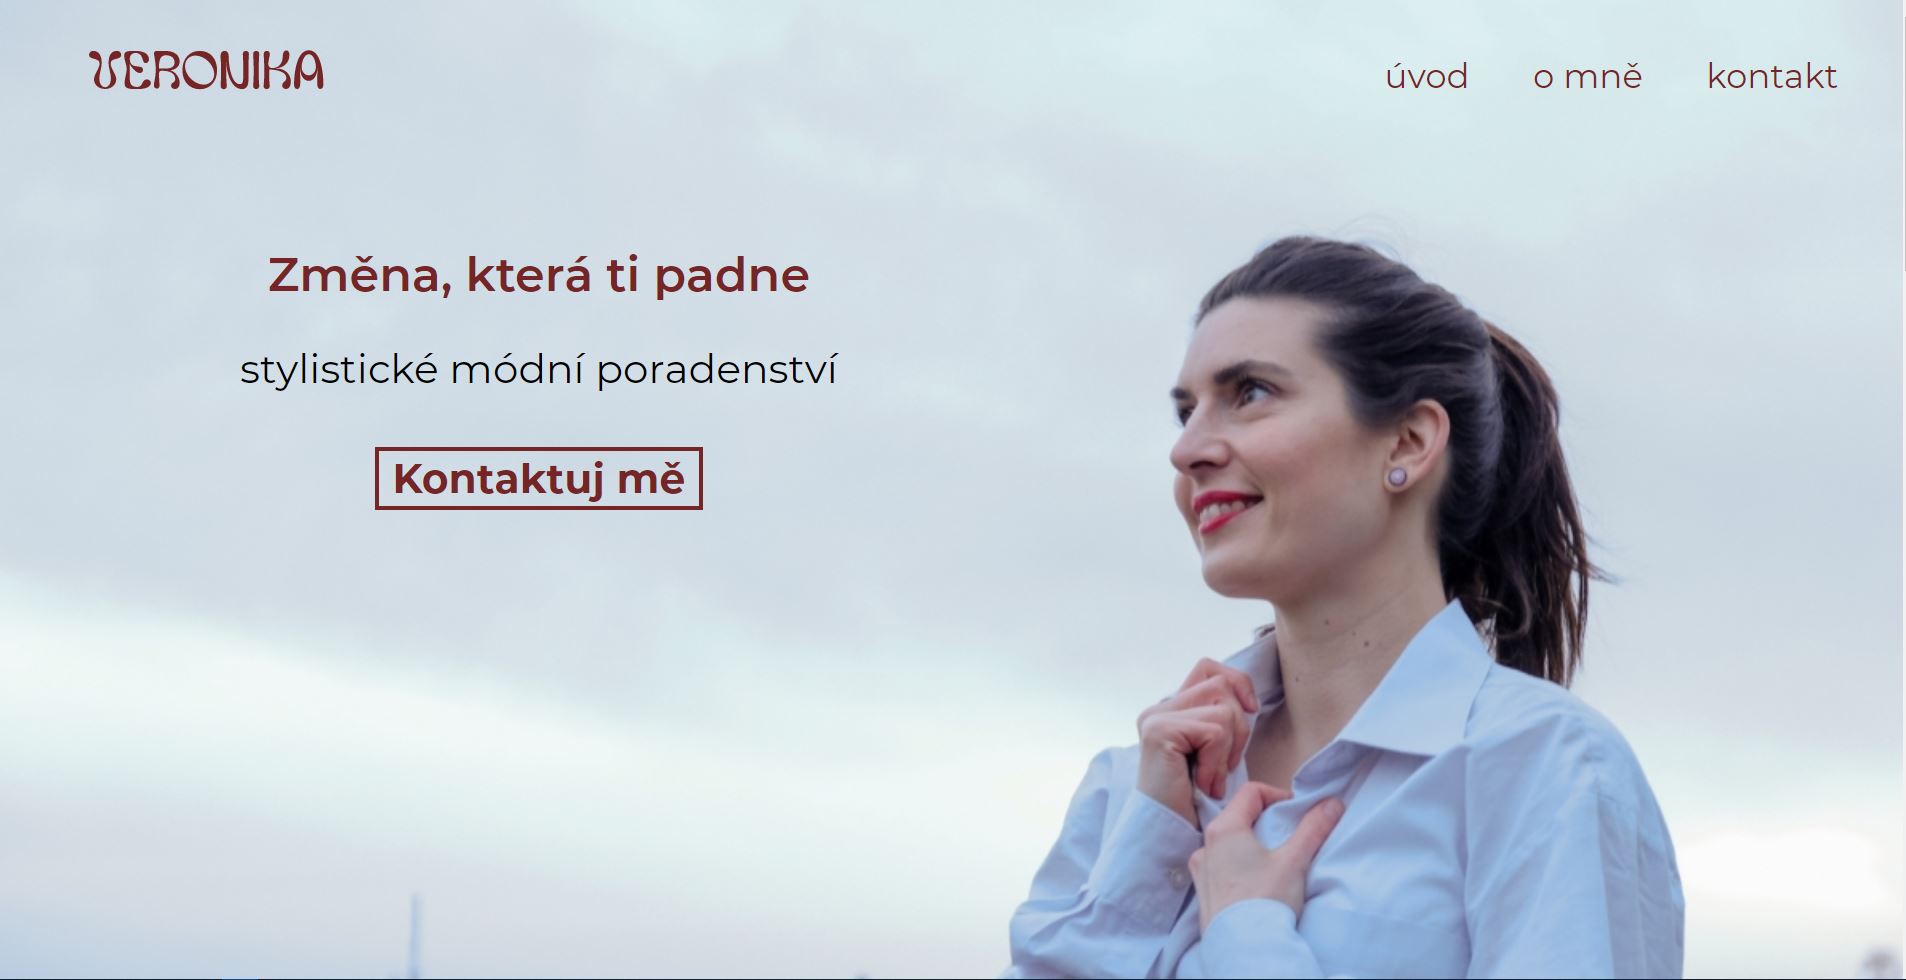 VERONIKA
úvod o mně kontakt
Změna, která ti padne
stylistické módní poradenství
Kontaktuj mě